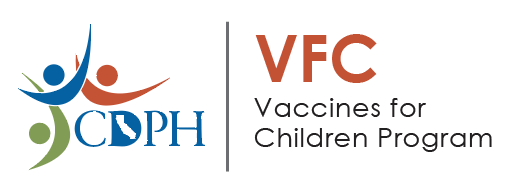 CDPH
VFC
Vaccines for
Children Program